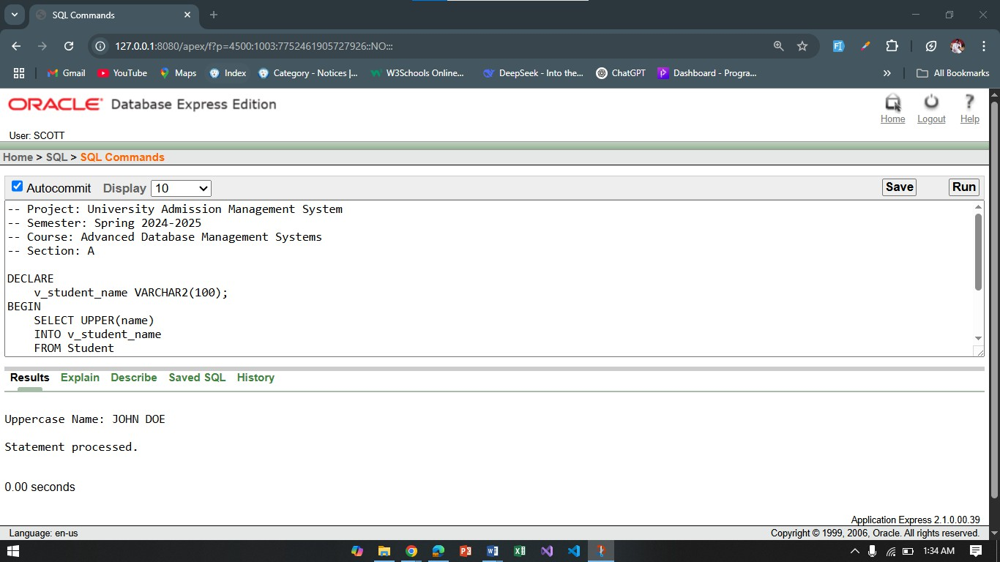 SQL Commands
127.0.0.1:8080/apex/f?p=4500:1003:7752461905727926::NO:::
Gmail YouTube Maps Index Category - Notices |... W3Schools Online... DeepSeek - Into the... ChatGPT Dashboard - Progra... » All Bookmarks
ORACLE Database Express Edition
Home Logout Help
User: SCOTT
Home > SQL > SQL Commands
Autocommit Display 10 Save Run
-- Project: University Admission Management System
-- Semester: Spring 2024-2025
-- Course: Advanced Database Management Systems
-- Section: A
DECLARE
v_student_name VARCHAR2(100);
BEGIN
SELECT UPPER(name)
INTO v_student_name
FROM Student
Results Explain Describe Saved SQL History
Uppercase Name: JOHN DOE
Statement processed.
0.00 seconds
Application Express 2.1.0.00.39
Language: en-us Copyright © 1999, 2006, Oracle. All rights reserved.
1:34 AM